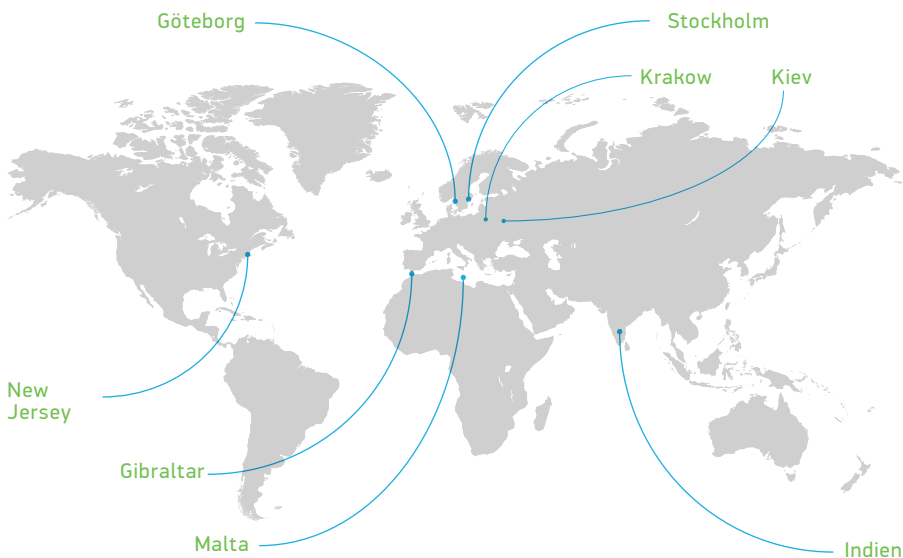 Göteborg
Stockholm
Krakow
Kiev
New
Jersey
Gibraltar
Malta
Indien